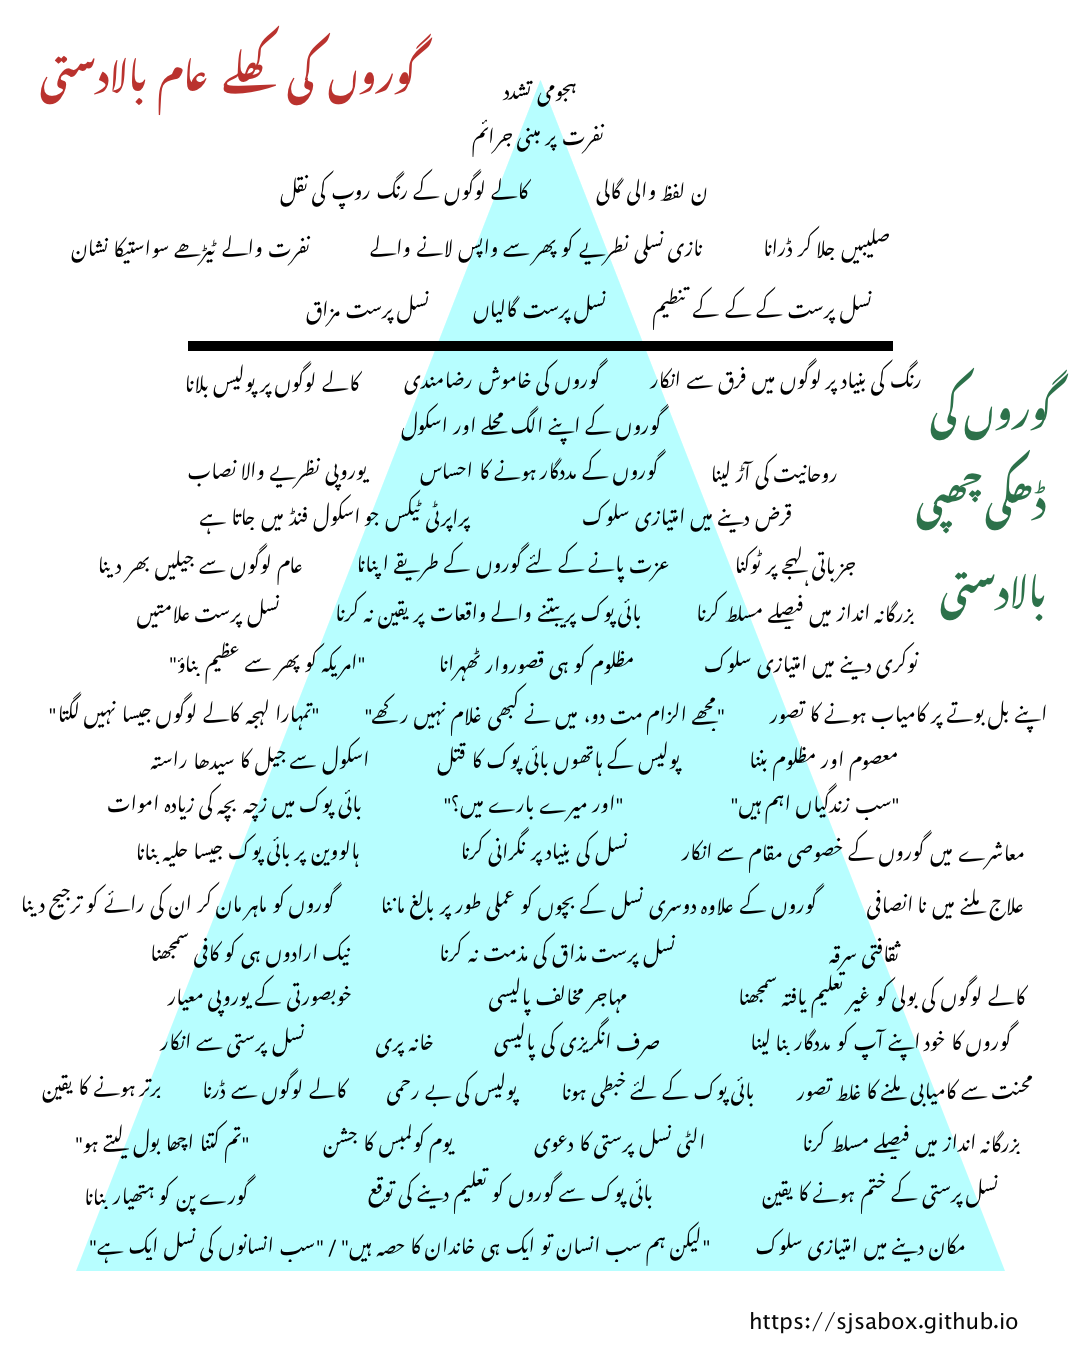 گوروں کی کھلے عام بالادستی
ہجومی تشدد
نفرت پر مبنی جرائم
ن لفظ والی گالی کالے لوگوں کے رنگ روپ کی نقل
صلیبیں جلا کر ڈرانا نازی نسلی نطریے کو پھر سے واپس لانے والے نفرت والے ٹیڑھے سواستیکا نشان
نسل پرست کے کے کے تنظیم نسل پرست گالیاں نسل پرست مزاق
گوروں کی
ڈھکی چھپی
بالادستی
رنگ کی بنیاد پر لوگوں میں فرق سے انکار گوروں کی خاموش رضامندی کالے لوگوں پر پولیس بلانا
گوروں کے اپنے الگ محلے اور اسکول
روحانیت کی آڑ لینا گوروں کے مددگار ہونے کا احساس یوروپی نظریے والا نصاب
قرض دینے میں امتیازی سلوک پراپرٹی ٹیکس جو اسکول فنڈ میں جاتا ہے
جزباتی لہجے پر ٹوکنا عزت پانے کے لئے گوروں کے طریقے اپنانا عام لوگوں سے جیلیں بھر دینا
بزرگانہ انداز میں فیصلے مسلط کرنا بائی پوک پر بیتنے والے واقعات پر یقین نہ کرنا نسل پرست علامتیں
نوکری دینے میں امتیازی سلوک مظلوم کو ہی قصوروار ٹھہرانا "امریکہ کو پھر سے عظیم بناؤ"
اپنے بل بوتے پر کامیاب ہونے کا تصور "مجھے الزام مت دو، میں نے کبھی غلام نہیں رکھے" "تمہارا لہجہ کالے لوگوں جیسا نہیں لگتا"
معصوم اور مظلوم بننا پولیس کے ہاتھوں بائی پوک کا قتل اسکول سے جیل کا سیدھا راستہ
"سب زندگیاں اہم ہیں" "اور میرے بارے میں؟" بائی پوک میں زچہ بچہ کی زیادہ اموات
معاشرے میں گوروں کے خصوصی مقام سے انکار نسل کی بنیاد پر نگرانی کرنا ہالووین پر بائی پوک جیسا حلیہ بنانا
علاج ملنے میں نا انصافی گوروں کے علاوہ دوسری نسل کے بچوں کو عملی طور پر بالغ ماننا گوروں کو ماہر مان کر ان کی رائے کو ترجیح دینا
ثقافتی سرقہ نسل پرست مذاق کی مذمت نہ کرنا نیک ارادوں ہی کو کافی سمجھنا
کالے لوگوں کی بولی کو غیر تعلیم یافتہ سمجھنا مہاجر مخالف پالیسی خوبصورتی کے یوروپی معیار
گوروں کا خود اپنے آپ کو مددگار بنا لینا صرف انگریزی کی پالیسی خانہ پری نسل پرستی سے انکار
محنت سے کامیابی ملنے کا غلط تصور بائی پوک کے لئے خبطی ہونا پولیس کی بے رحمی کالے لوگوں سے ڈرنا برتر ہونے کا یقین
بزرگانہ انداز میں فیصلے مسلط کرنا الٹی نسل پرستی کا دعوی یوم کولمبس کا جشن "تم کتنا اچھا بول لیتے ہو"
نسل پرستی کے ختم ہونے کا یقین بائی پوک سے گوروں کو تعلیم دینے کی توقع گورے پن کو ہتھیار بنانا
مکان دینے میں امتیازی سلوک "لیکن ہم سب انسان تو ایک ہی خاندان کا حصہ ہیں" / "سب انسانوں کی نسل ایک ہے"
https://sjsabox.github.io